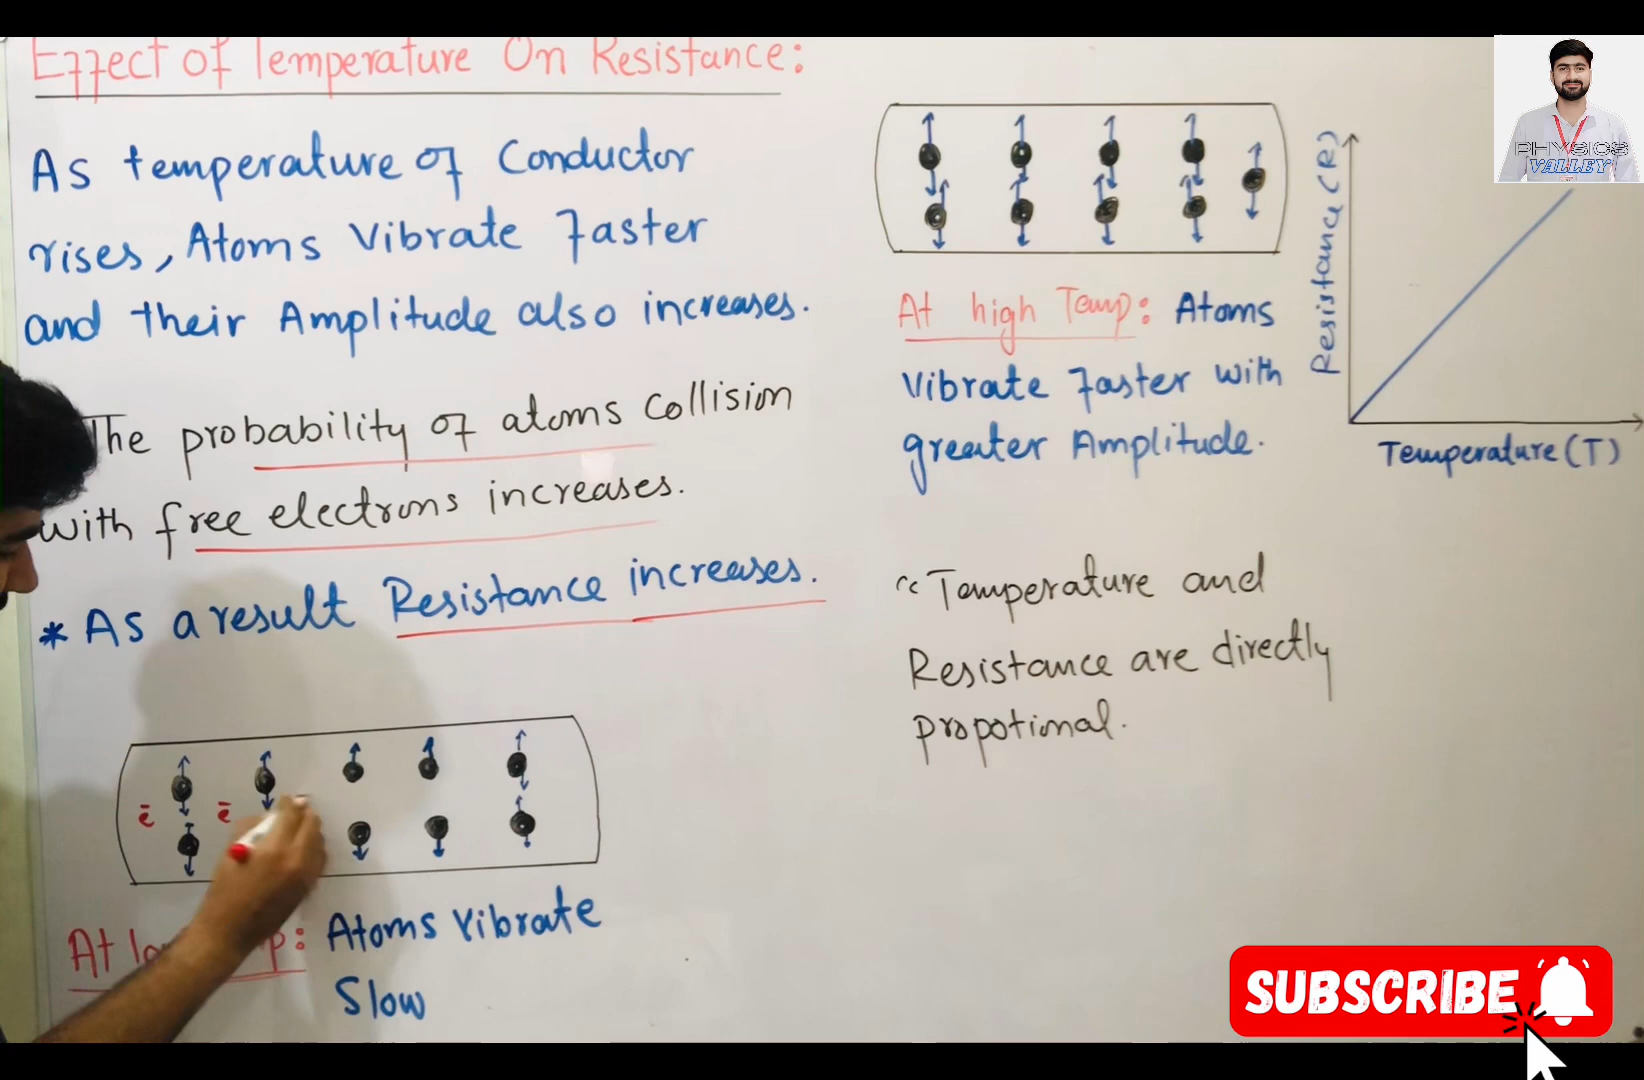 Effect of Temperature On Resistance:
As temperature of Conductor
rises, Atoms Vibrate Faster
and their Amplitude also increases.
The probability of atoms Collision
with free electrons increases.
* As a result Resistance increases.
ē ē
Atoms Vibrate
Slow
At high Temp: Atoms
Vibrate Faster with
greater Amplitude.
Resistance (R)
Temperature (T)
“Temperature and
Resistance are directly
propotional.
PHYSICS
VALLEY
SUBSCRIBE